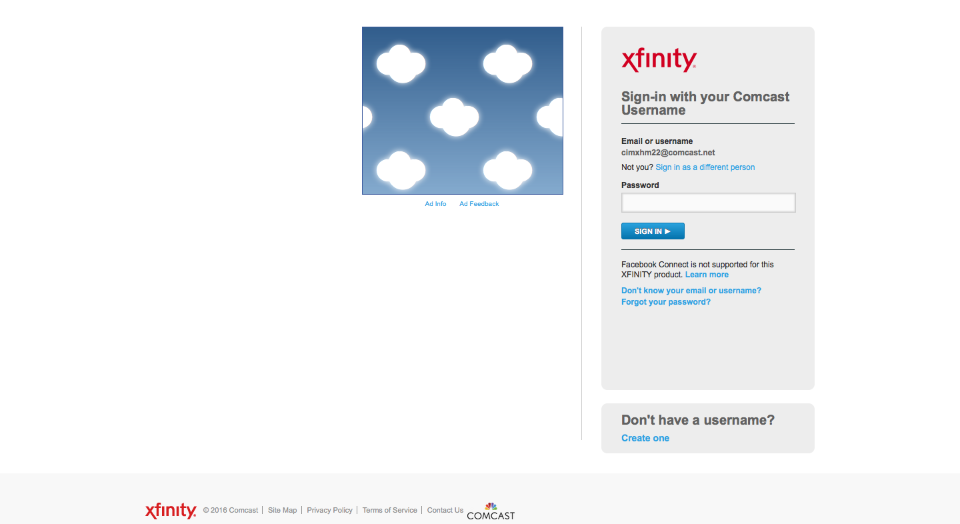 xfinity
Sign-in with your Comcast
Username
Email or username
cimxhm22@comcast.net
Not you? Sign in as a different person
Password
SIGN IN ►
Facebook Connect is not supported for this
XFINITY product. Learn more
Don't know your email or username?
Forgot your password?
Ad Info Ad Feedback
Don't have a username?
Create one
xfinity © 2016 Comcast | Site Map | Privacy Policy | Terms of Service | Contact Us COMCAST